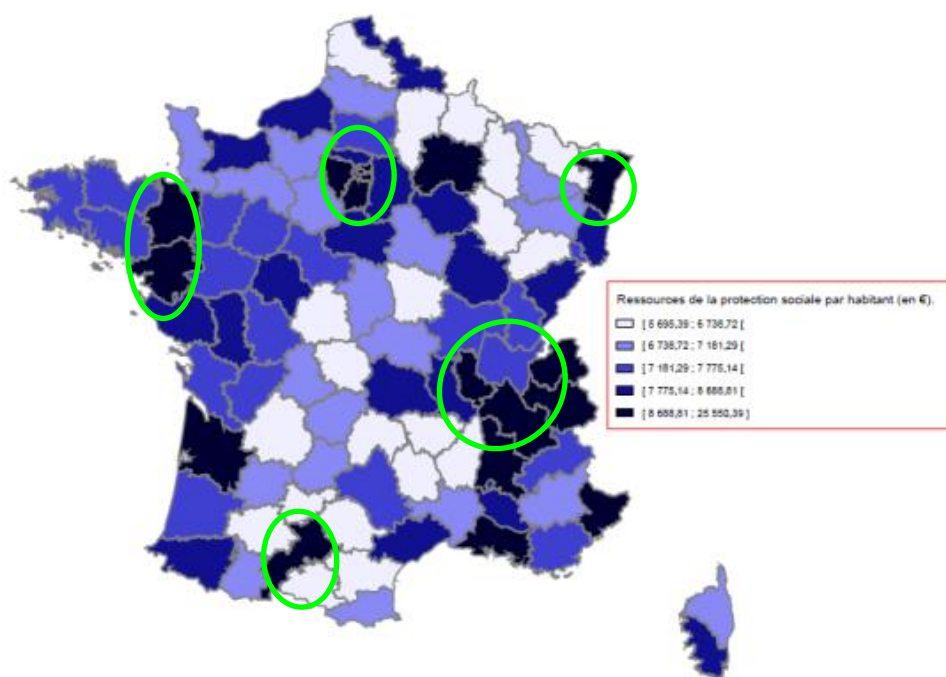 Ressources de la protection sociale par habitant (en €).
[ 5 695,39 ; 6 736,72 [
[ 6 736,72 ; 7 181,29 [
[ 7 181,29 ; 7 775,14 [
[ 7 775,14 ; 8 688,81 [
[ 8 688,81 ; 25 550,39 ]